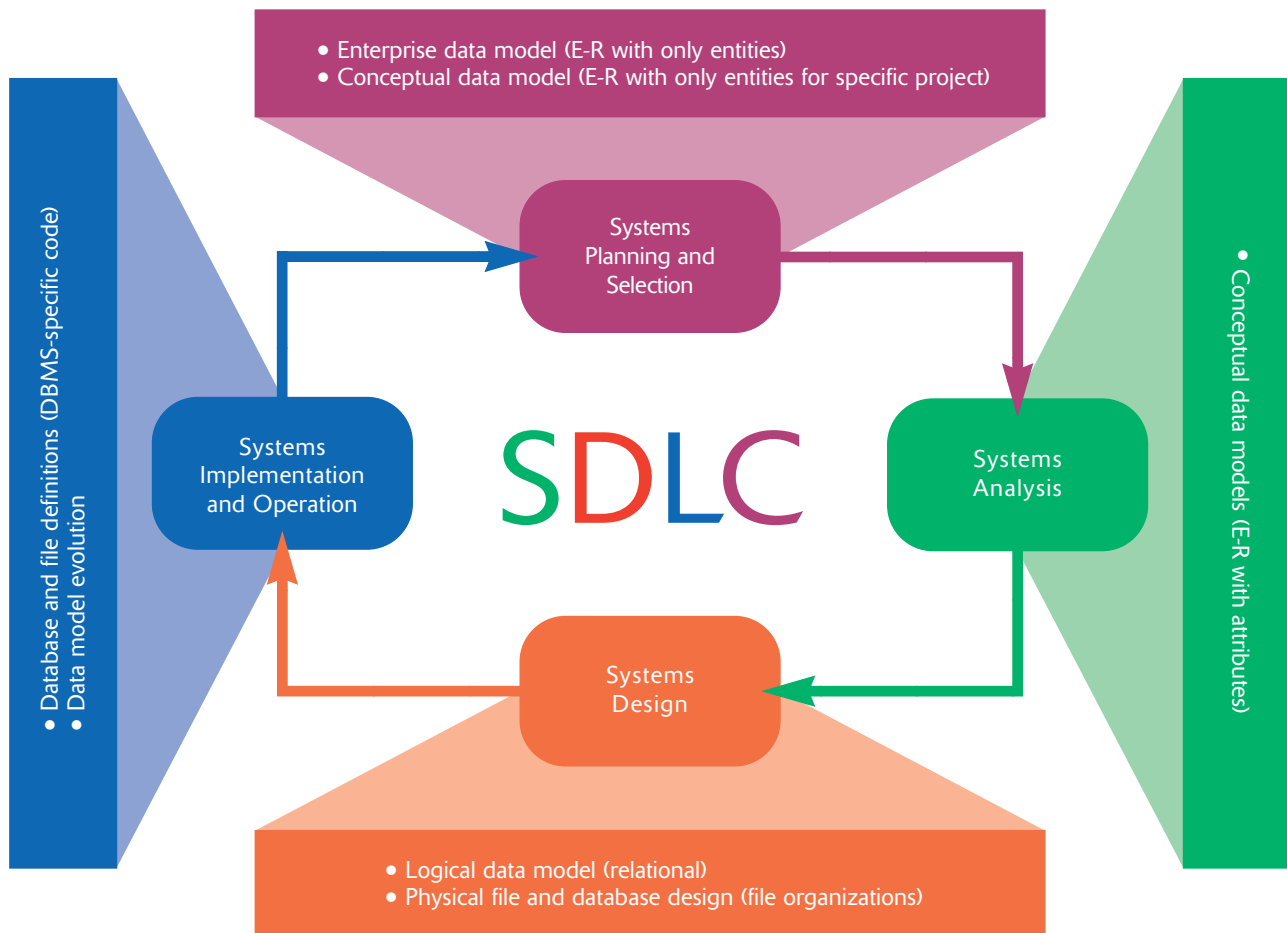 • Enterprise data model (E-R with only entities)
• Conceptual data model (E-R with only entities for specific project)
Systems
Planning and
Selection
• Database and file definitions (DBMS-specific code)
• Data model evolution
Systems
Implementation
and Operation
SDLC
Systems
Analysis
• Conceptual data models (E-R with attributes)
Systems
Design
• Logical data model (relational)
• Physical file and database design (file organizations)